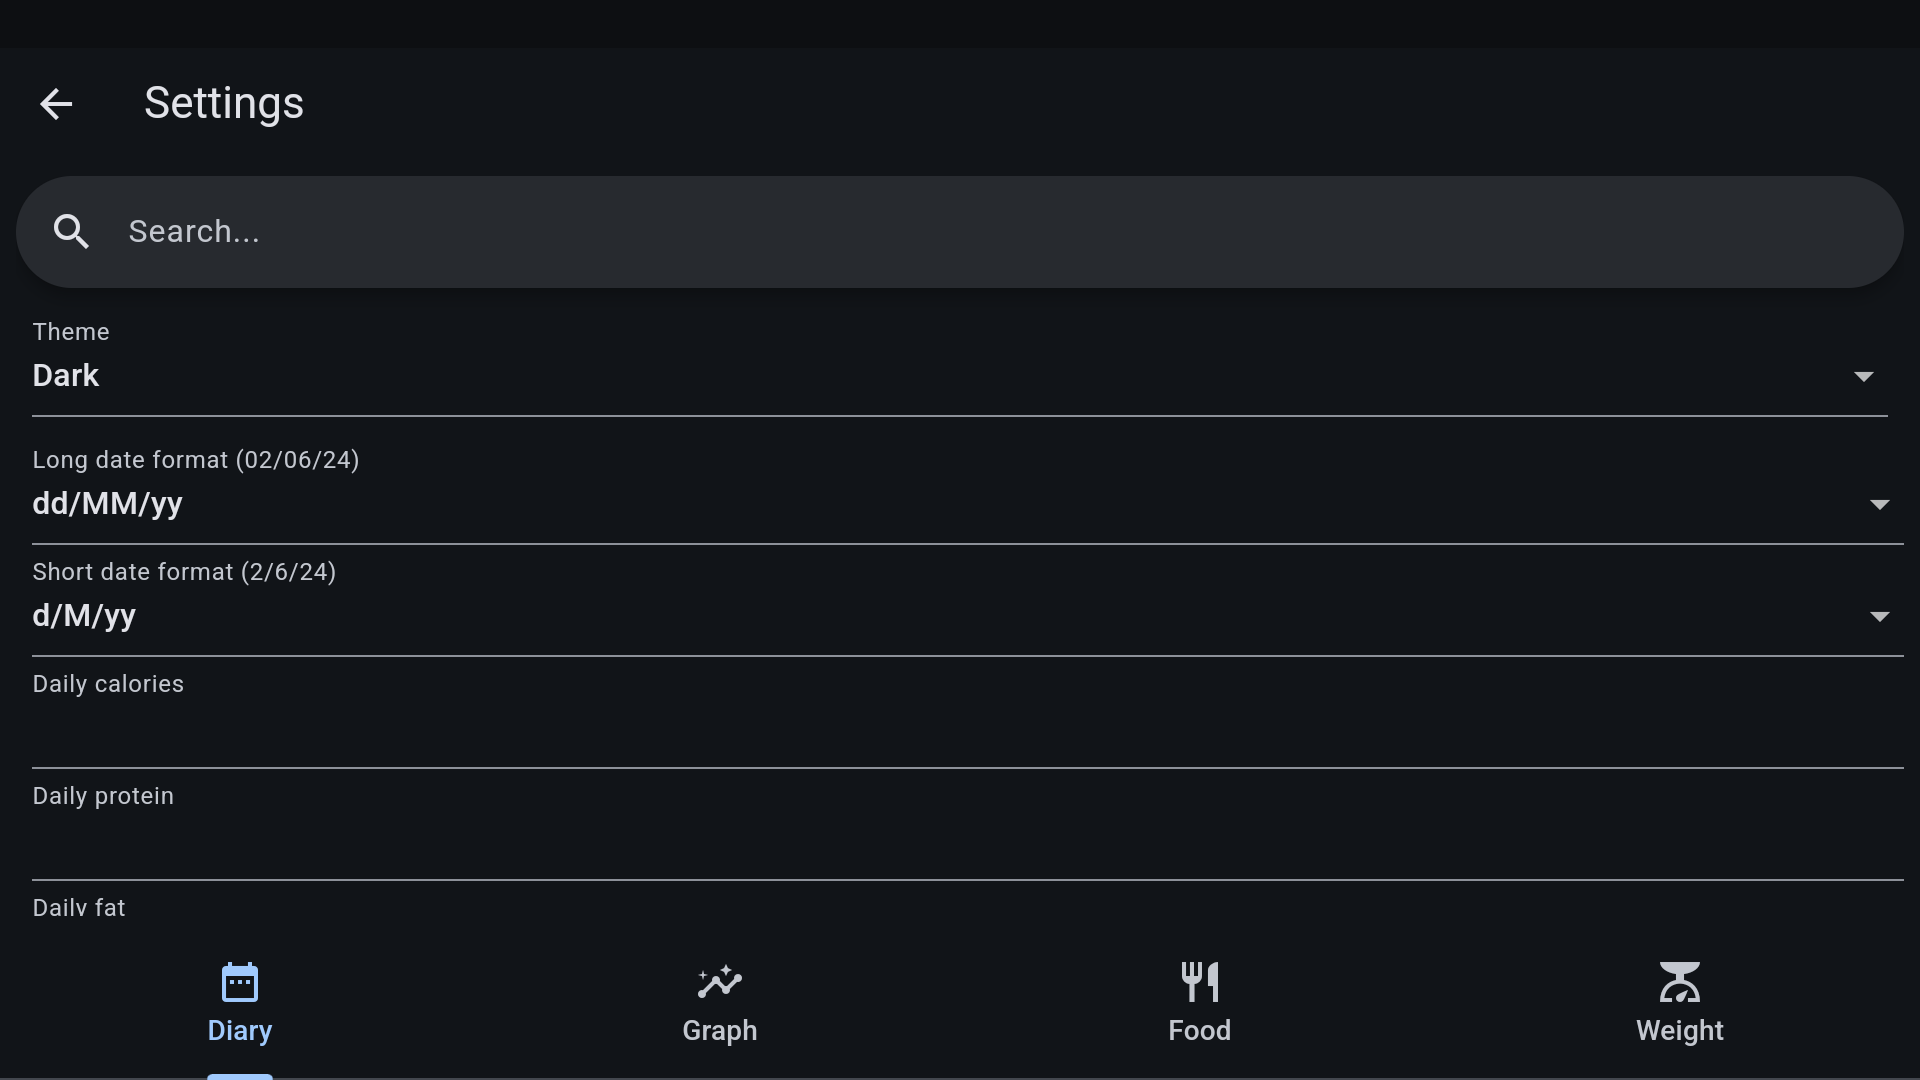 Settings
Search...
Theme
Dark
Long date format (02/06/24)
dd/MM/yy
Short date format (2/6/24)
d/M/yy
Daily calories
Daily protein
Daily fat
Diary
Graph
Food
Weight